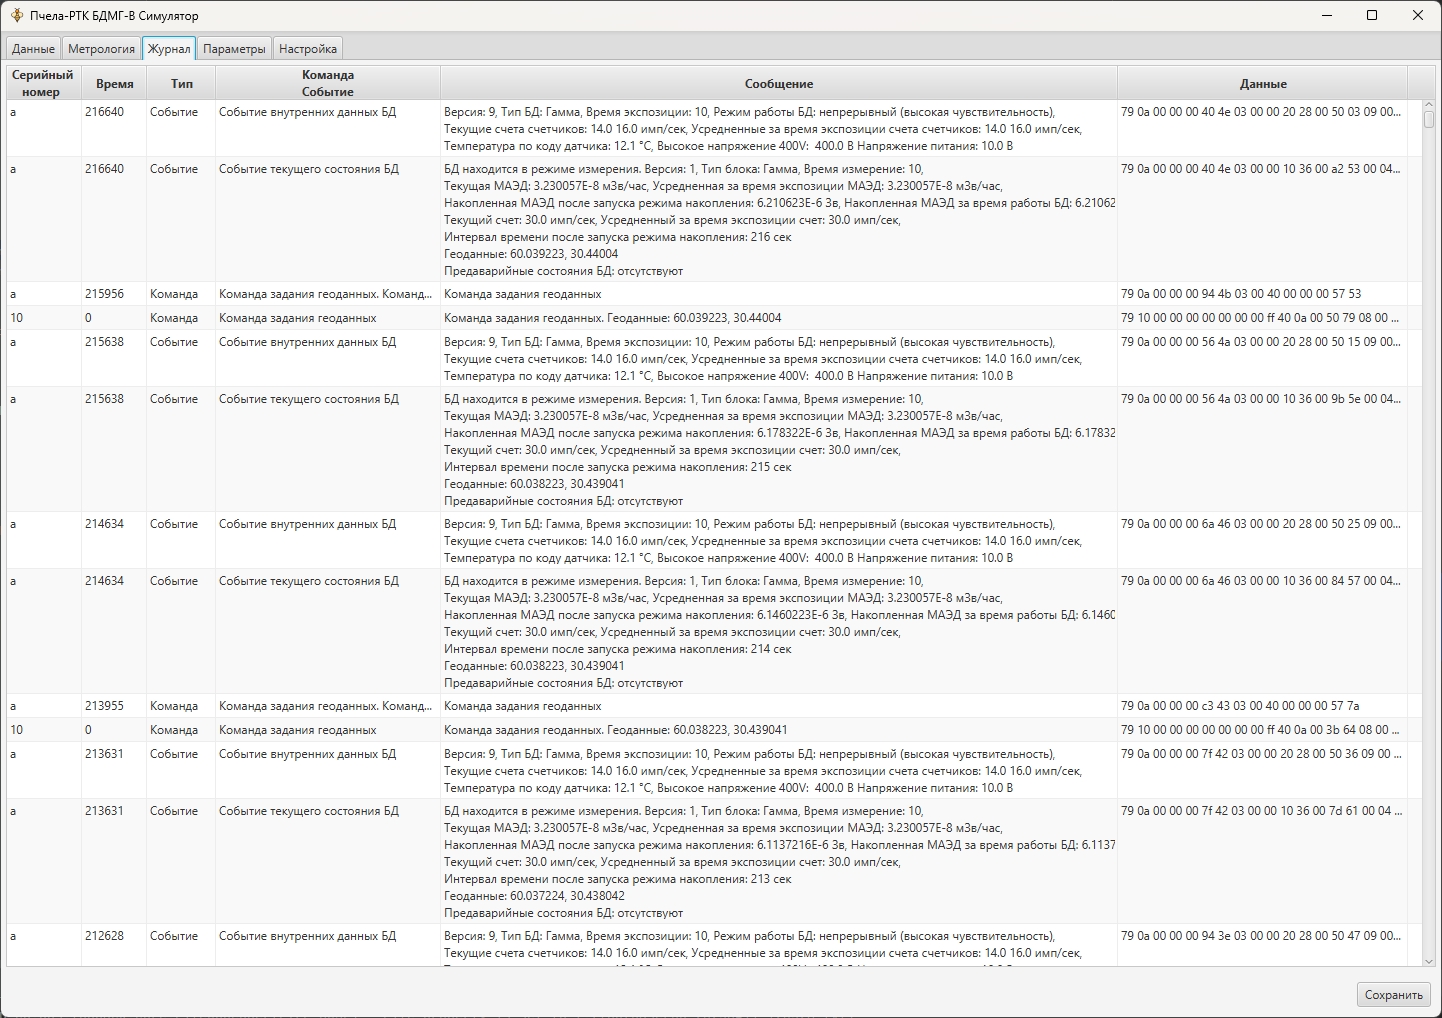 Пчела-РТК БДМГ-В Симулятор
Данные Метрология Журнал Параметры Настройка
Серийный номер Время Тип Команда Событие Сообщение Данные
a 216640 Событие Событие внутренних данных БД Версия: 9, Тип БД: Гамма, Время экспозиции: 10, Режим работы БД: непрерывный (высокая чувствительность), 79 0a 00 00 00 40 4e 03 00 00 20 28 00 50 03 09 00...
Текущие счета счетчиков: 14.0 16.0 имп/сек, Усредненные за время экспозиции счета счетчиков: 14.0 16.0 имп/сек,
Температура по коду датчика: 12.1 °C, Высокое напряжение 400V:  400.0 В Напряжение питания: 10.0 В
a 216640 Событие Событие текущего состояния БД БД находится в режиме измерения. Версия: 1, Тип блока: Гамма, Время измерение: 10, 79 0a 00 00 00 40 4e 03 00 00 10 36 00 a2 53 00 04...
Текущая МАЭД: 3.230057E-8 м3в/час, Усредненная за время экспозиции МАЭД: 3.230057E-8 м3в/час,
Накопленная МАЭД после запуска режима накопления: 6.210623E-6 Зв, Накопленная МАЭД за время работы БД: 6.21062
Текущий счет: 30.0 имп/сек, Усредненный за время экспозиции счет: 30.0 имп/сек,
Интервал времени после запуска режима накопления: 216 сек
Геоданные: 60.039223, 30.44004
Предаварийные состояния БД: отсутствуют
a 215956 Команда Команда задания геоданных. Команд... Команда задания геоданных 79 0a 00 00 00 94 4b 03 00 40 00 00 00 57 53
10 0 Команда Команда задания геоданных Команда задания геоданных. Геоданные: 60.039223, 30.44004 79 10 00 00 00 00 00 00 00 ff 40 0a 00 50 79 08 00 ...
a 215638 Событие Событие внутренних данных БД Версия: 9, Тип БД: Гамма, Время экспозиции: 10, Режим работы БД: непрерывный (высокая чувствительность), 79 0a 00 00 00 56 4a 03 00 00 20 28 00 50 15 09 00...
Текущие счета счетчиков: 14.0 16.0 имп/сек, Усредненные за время экспозиции счета счетчиков: 14.0 16.0 имп/сек,
Температура по коду датчика: 12.1 °C, Высокое напряжение 400V:  400.0 В Напряжение питания: 10.0 В
a 215638 Событие Событие текущего состояния БД БД находится в режиме измерения. Версия: 1, Тип блока: Гамма, Время измерение: 10, 79 0a 00 00 00 56 4a 03 00 00 10 36 00 9b 5e 00 04...
Текущая МАЭД: 3.230057E-8 м3в/час, Усредненная за время экспозиции МАЭД: 3.230057E-8 м3в/час,
Накопленная МАЭД после запуска режима накопления: 6.178322E-6 Зв, Накопленная МАЭД за время работы БД: 6.17832
Текущий счет: 30.0 имп/сек, Усредненный за время экспозиции счет: 30.0 имп/сек,
Интервал времени после запуска режима накопления: 215 сек
Геоданные: 60.038223, 30.439041
Предаварийные состояния БД: отсутствуют
a 214634 Событие Событие внутренних данных БД Версия: 9, Тип БД: Гамма, Время экспозиции: 10, Режим работы БД: непрерывный (высокая чувствительность), 79 0a 00 00 00 6a 46 03 00 00 20 28 00 50 25 09 00...
Текущие счета счетчиков: 14.0 16.0 имп/сек, Усредненные за время экспозиции счета счетчиков: 14.0 16.0 имп/сек,
Температура по коду датчика: 12.1 °C, Высокое напряжение 400V:  400.0 В Напряжение питания: 10.0 В
a 214634 Событие Событие текущего состояния БД БД находится в режиме измерения. Версия: 1, Тип блока: Гамма, Время измерение: 10, 79 0a 00 00 00 6a 46 03 00 00 10 36 00 84 57 00 04...
Текущая МАЭД: 3.230057E-8 м3в/час, Усредненная за время экспозиции МАЭД: 3.230057E-8 м3в/час,
Накопленная МАЭД после запуска режима накопления: 6.1460223E-6 Зв, Накопленная МАЭД за время работы БД: 6.1460
Текущий счет: 30.0 имп/сек, Усредненный за время экспозиции счет: 30.0 имп/сек,
Интервал времени после запуска режима накопления: 214 сек
Геоданные: 60.038223, 30.439041
Предаварийные состояния БД: отсутствуют
a 213955 Команда Команда задания геоданных. Команд... Команда задания геоданных 79 0a 00 00 00 c3 43 03 00 40 00 00 00 57 7a
10 0 Команда Команда задания геоданных Команда задания геоданных. Геоданные: 60.038223, 30.439041 79 10 00 00 00 00 00 00 00 ff 40 0a 00 3b 64 08 00 ...
a 213631 Событие Событие внутренних данных БД Версия: 9, Тип БД: Гамма, Время экспозиции: 10, Режим работы БД: непрерывный (высокая чувствительность), 79 0a 00 00 00 7f 42 03 00 00 20 28 00 50 36 09 00 ...
Текущие счета счетчиков: 14.0 16.0 имп/сек, Усредненные за время экспозиции счета счетчиков: 14.0 16.0 имп/сек,
Температура по коду датчика: 12.1 °C, Высокое напряжение 400V:  400.0 В Напряжение питания: 10.0 В
a 213631 Событие Событие текущего состояния БД БД находится в режиме измерения. Версия: 1, Тип блока: Гамма, Время измерение: 10, 79 0a 00 00 00 7f 42 03 00 00 10 36 00 7d 61 00 04 ...
Текущая МАЭД: 3.230057E-8 м3в/час, Усредненная за время экспозиции МАЭД: 3.230057E-8 м3в/час,
Накопленная МАЭД после запуска режима накопления: 6.1137216E-6 Зв, Накопленная МАЭД за время работы БД: 6.1137
Текущий счет: 30.0 имп/сек, Усредненный за время экспозиции счет: 30.0 имп/сек,
Интервал времени после запуска режима накопления: 213 сек
Геоданные: 60.037224, 30.438042
Предаварийные состояния БД: отсутствуют
a 212628 Событие Событие внутренних данных БД Версия: 9, Тип БД: Гамма, Время экспозиции: 10, Режим работы БД: непрерывный (высокая чувствительность), 79 0a 00 00 00 94 3e 03 00 00 20 28 00 50 47 09 00...
Текущие счета счетчиков: 14.0 16.0 имп/сек, Усредненные за время экспозиции счета счетчиков: 14.0 16.0 имп/сек,
Сохранить